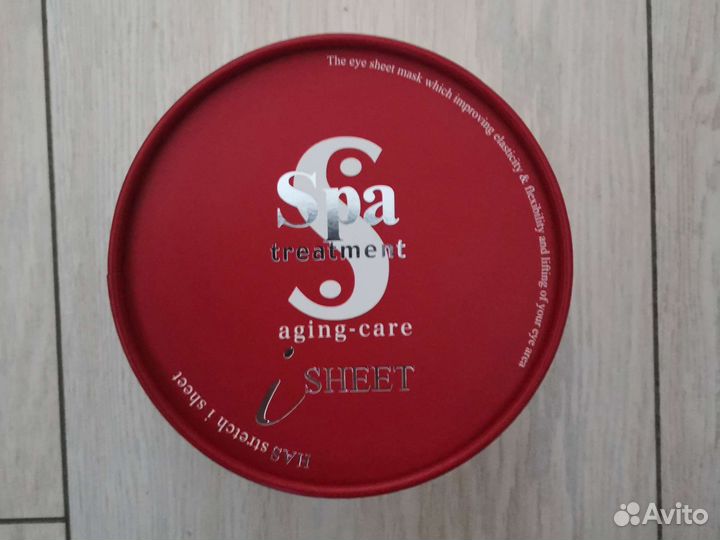 The eye sheet mask which improving elasticity & flexibility and lifting of your eye area
S
Spa
treatment
aging-care
i SHEET
HAS stretch i sheet
Avito